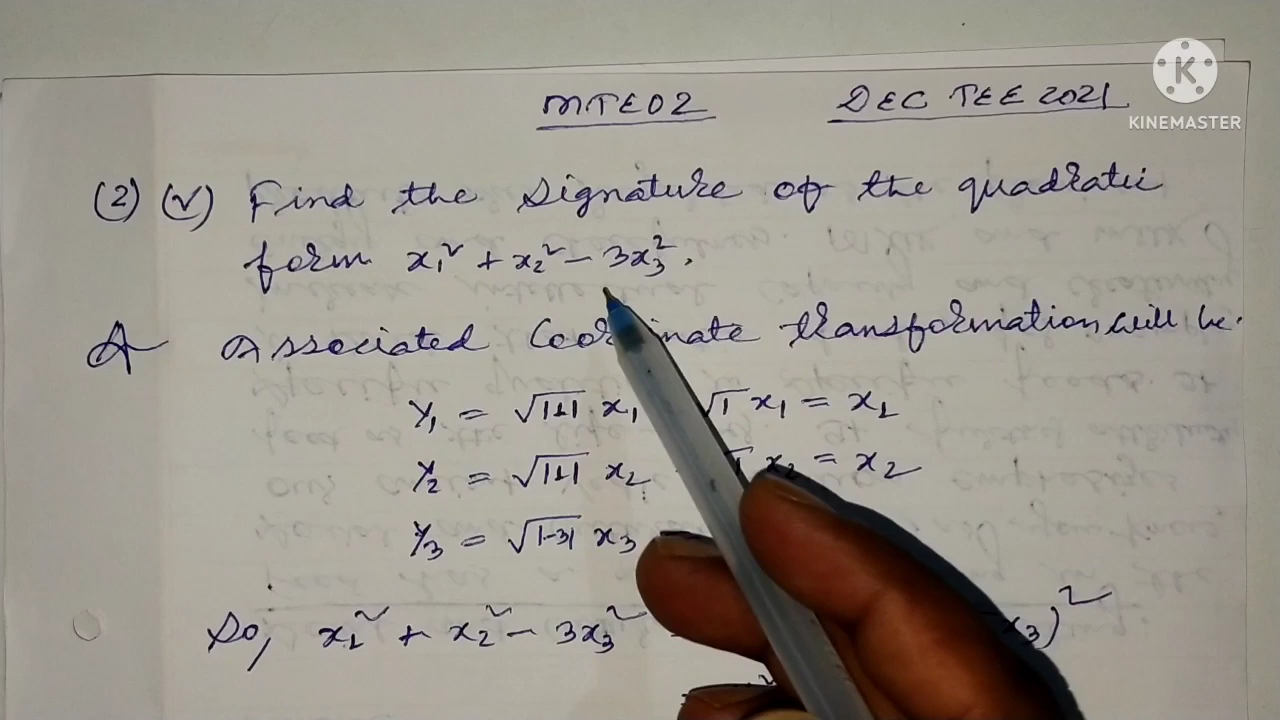 MTE02 DEC TEE 2021
KINEMASTER
(2) (v) Find the signature of the quadratic
form x₁² + x₂² − 3x₃².
A Associated Coordinate transformation will be.
y₁ = √|1| x₁ √1 x₁ = x₁
y₂ = √|1| x₂ √1 x₂ = x₂
y₃ = √|-3| x₃
So, x₁² + x₂² − 3x₃² x₃)²